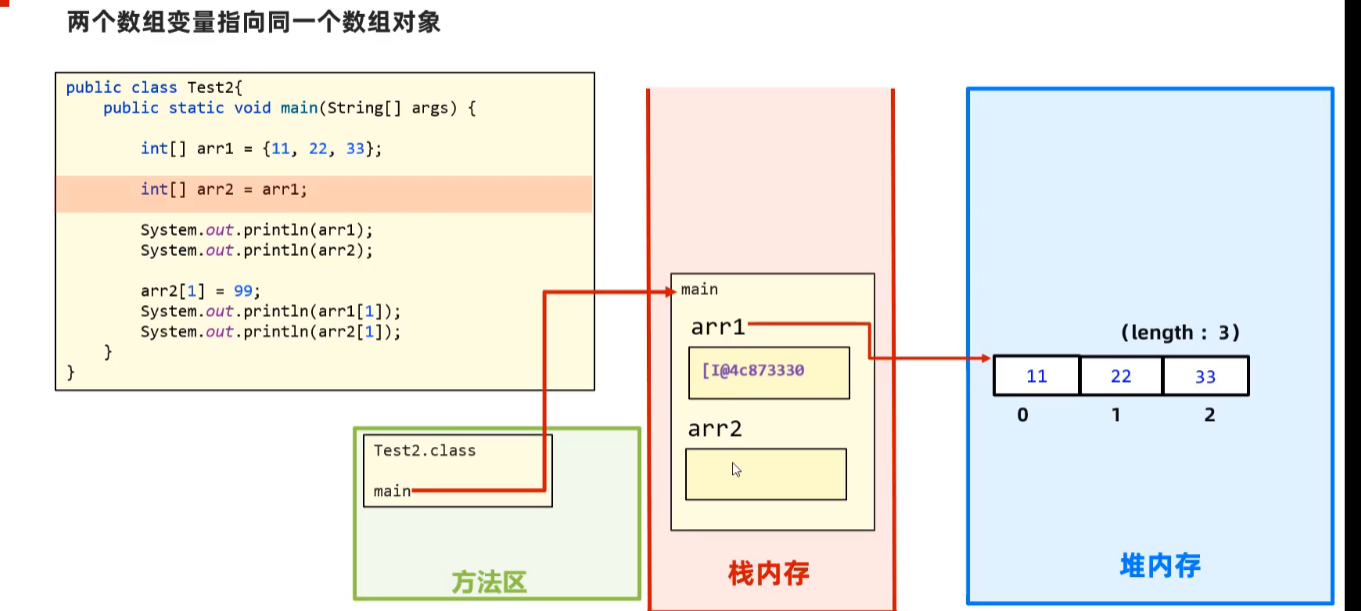 两个数组变量指向同一个数组对象
public class Test2{
public static void main(String[] args) {
int[] arr1 = {11, 22, 33};
int[] arr2 = arr1;
System.out.println(arr1);
System.out.println(arr2);
arr2[1] = 99;
System.out.println(arr1[1]);
System.out.println(arr2[1]);
}
}
Test2.class
main
方法区
main
arr1
[I@4c873330
arr2
栈内存
(length : 3)
11 22 33
0 1 2
堆内存